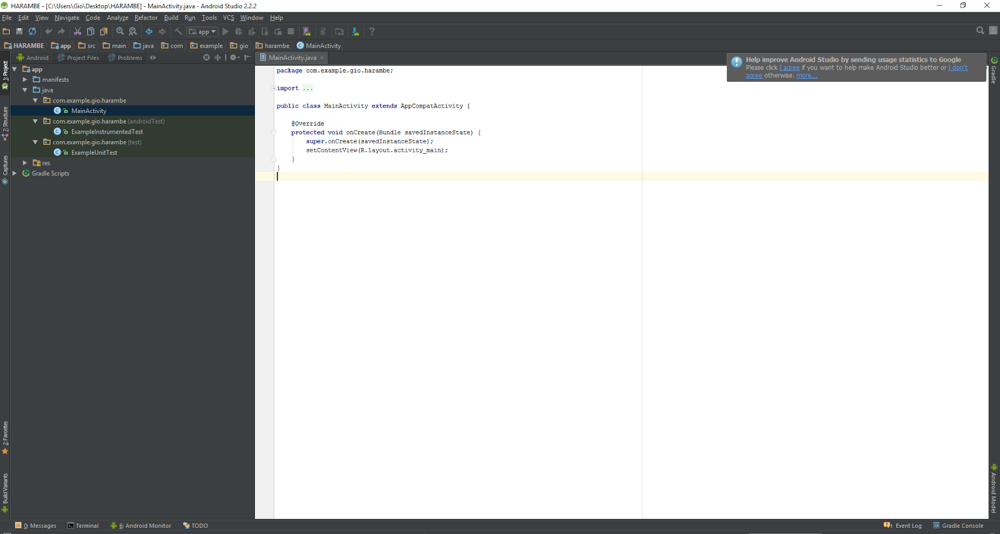 HARAMBE - [C:\Users\Gio\Desktop\HARAMBE] - MainActivity.java - Android Studio 2.2.2
File Edit View Navigate Code Analyze Refactor Build Run Tools VCS Window Help
app
HARAMBE app src main java com example gio harambe MainActivity
Android Project Files Problems
MainActivity.java
1: Project
7: Structure
Captures
2: Favorites
Build Variants
app
manifests
java
com.example.gio.harambe
MainActivity
com.example.gio.harambe (androidTest)
ExampleInstrumentedTest
com.example.gio.harambe (test)
ExampleUnitTest
res
Gradle Scripts
package com.example.gio.harambe;
import ...
public class MainActivity extends AppCompatActivity {
@Override
protected void onCreate(Bundle savedInstanceState) {
super.onCreate(savedInstanceState);
setContentView(R.layout.activity_main);
}
}
Help improve Android Studio by sending usage statistics to Google
Please click I agree if you want to help make Android Studio better or I don't
agree otherwise. more...
Gradle
Android Model
0: Messages Terminal 6: Android Monitor TODO
Event Log Gradle Console